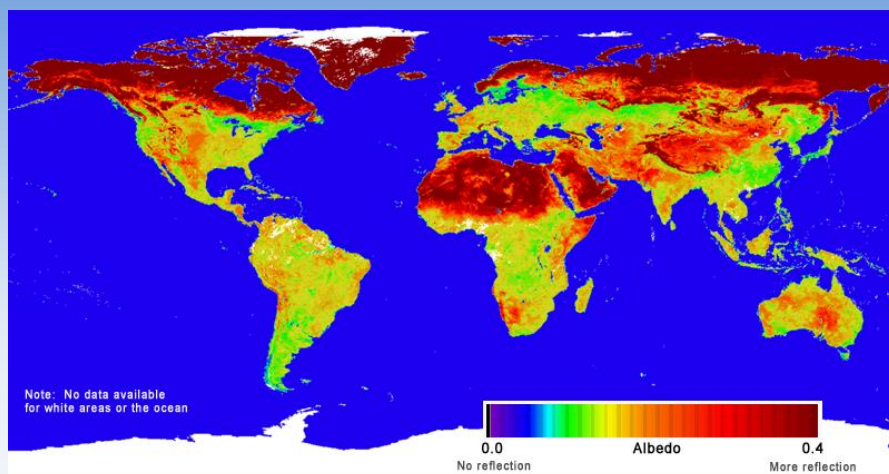 Note: No data available
for white areas or the ocean
0.0 Albedo 0.4
No reflection More reflection